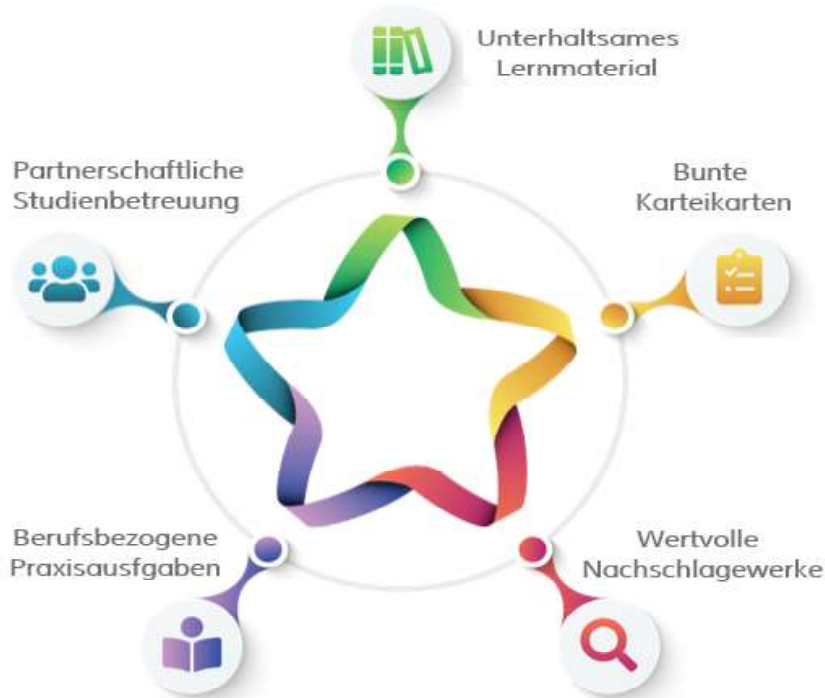 Unterhaltsames
Lernmaterial
Partnerschaftliche
Studienbetreuung
Bunte
Karteikarten
Berufsbezogene
Praxisausfgaben
Wertvolle
Nachschlagewerke